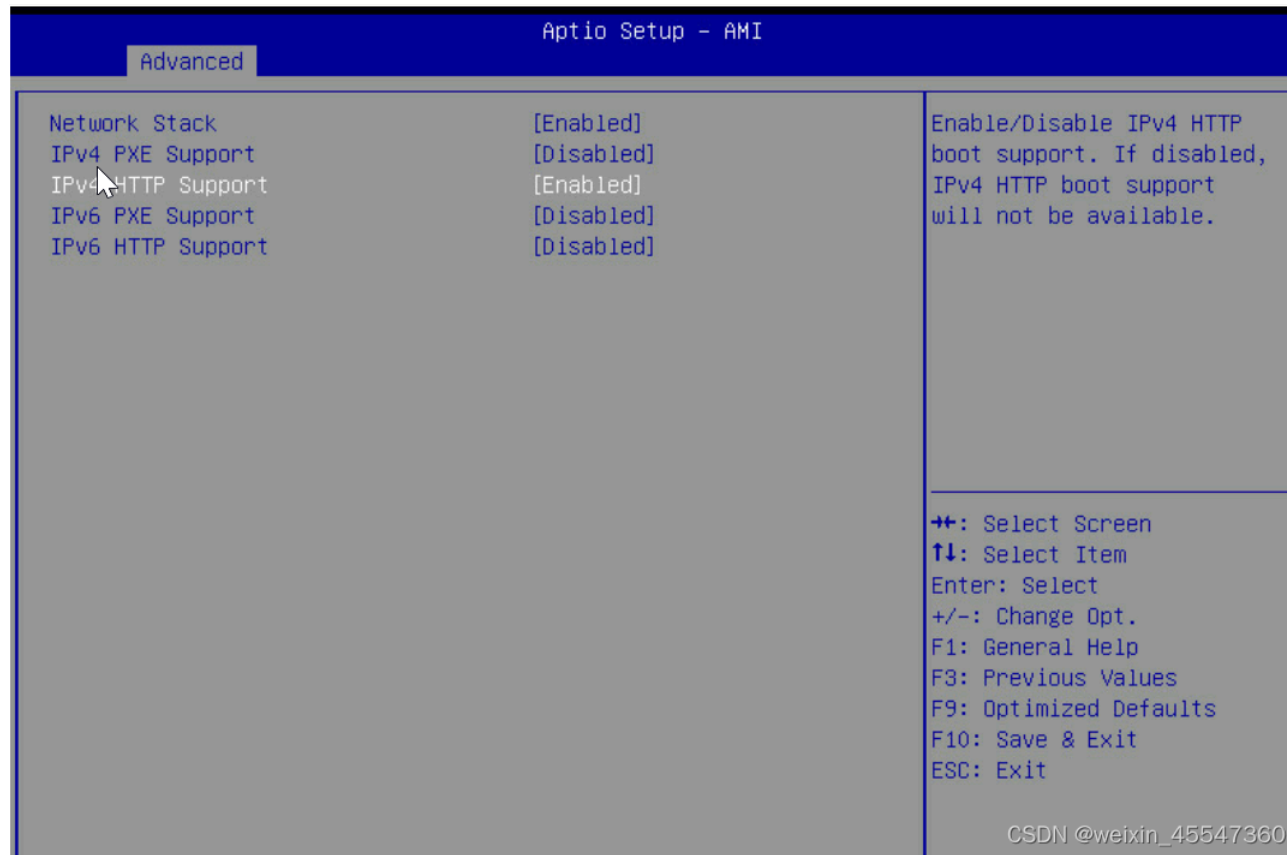 Aptio Setup – AMI
Advanced
Network Stack [Enabled]
IPv4 PXE Support [Disabled]
IPv4 HTTP Support [Enabled]
IPv6 PXE Support [Disabled]
IPv6 HTTP Support [Disabled]
Enable/Disable IPv4 HTTP
boot support. If disabled,
IPv4 HTTP boot support
will not be available.
→←: Select Screen
↑↓: Select Item
Enter: Select
+/-: Change Opt.
F1: General Help
F3: Previous Values
F9: Optimized Defaults
F10: Save & Exit
ESC: Exit
CSDN @weixin_45547360